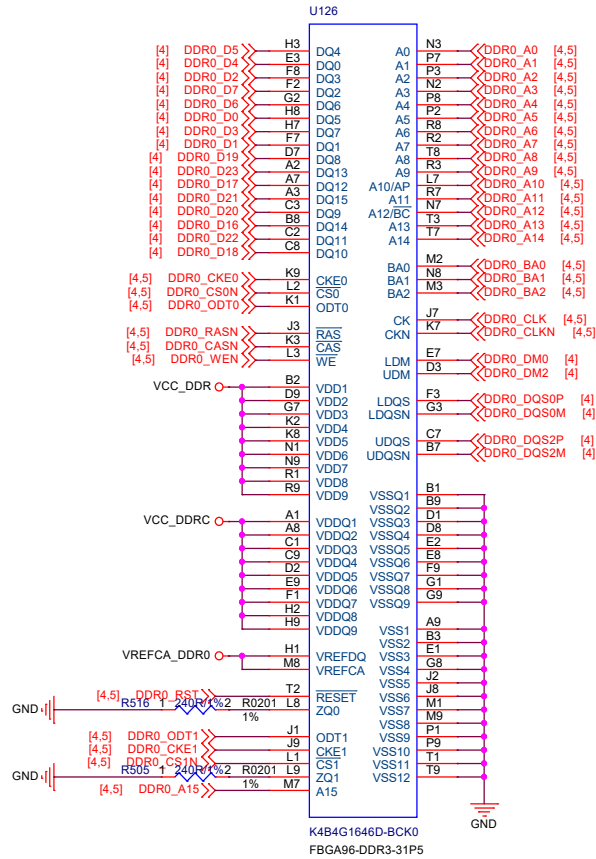 U126
[4] DDR0_D5 H3 DQ4 A0 N3 DDR0_A0 [4,5]
[4] DDR0_D4 E3 DQ0 A1 P7 DDR0_A1 [4,5]
[4] DDR0_D2 F8 DQ3 A2 P3 DDR0_A2 [4,5]
[4] DDR0_D7 F2 DQ2 A3 N2 DDR0_A3 [4,5]
[4] DDR0_D6 G2 DQ6 A4 P8 DDR0_A4 [4,5]
[4] DDR0_D0 H8 DQ5 A5 P2 DDR0_A5 [4,5]
[4] DDR0_D3 H7 DQ7 A6 R8 DDR0_A6 [4,5]
[4] DDR0_D1 F7 DQ1 A7 R2 DDR0_A7 [4,5]
[4] DDR0_D19 D7 DQ8 A8 T8 DDR0_A8 [4,5]
[4] DDR0_D23 A2 DQ13 A9 R3 DDR0_A9 [4,5]
[4] DDR0_D17 A7 DQ12 A10/AP L7 DDR0_A10 [4,5]
[4] DDR0_D21 A3 DQ15 A11 R7 DDR0_A11 [4,5]
[4] DDR0_D20 C3 DQ9 A12/BC N7 DDR0_A12 [4,5]
[4] DDR0_D16 B8 DQ14 A13 T3 DDR0_A13 [4,5]
[4] DDR0_D22 C2 DQ11 A14 T7 DDR0_A14 [4,5]
[4] DDR0_D18 C8 DQ10
BA0 M2 DDR0_BA0 [4,5]
[4,5] DDR0_CKE0 K9 CKE0 BA1 N8 DDR0_BA1 [4,5]
[4,5] DDR0_CS0N L2 CS0 BA2 M3 DDR0_BA2 [4,5]
[4,5] DDR0_ODT0 K1 ODT0
CK J7 DDR0_CLK [4,5]
[4,5] DDR0_RASN J3 RAS CKN K7 DDR0_CLKN [4,5]
[4,5] DDR0_CASN K3 CAS
[4,5] DDR0_WEN L3 WE LDM E7 DDR0_DM0 [4]
UDM D3 DDR0_DM2 [4]
VCC_DDR B2 VDD1
D9 VDD2 LDQS F3 DDR0_DQS0P [4]
G7 VDD3 LDQSN G3 DDR0_DQS0M [4]
K2 VDD4
K8 VDD5 UDQS C7 DDR0_DQS2P [4]
N1 VDD6 UDQSN B7 DDR0_DQS2M [4]
N9 VDD7
R1 VDD8
R9 VDD9 VSSQ1 B1
VSSQ2 B9
VCC_DDRC A1 VDDQ1 VSSQ3 D1
A8 VDDQ2 VSSQ4 D8
C1 VDDQ3 VSSQ5 E2
C9 VDDQ4 VSSQ6 E8
D2 VDDQ5 VSSQ7 F9
E9 VDDQ6 VSSQ8 G1
F1 VDDQ7 VSSQ9 G9
H2 VDDQ8
H9 VDDQ9 VSS1 A9
VSS2 B3
VREFCA_DDR0 H1 VREFDQ VSS3 E1
M8 VREFCA VSS4 G8
VSS5 J2
[4,5] DDR0_RST T2 RESET VSS6 J8
GND R516 1 240R/1% 2 R0201 1% L8 ZQ0 VSS7 M1
VSS8 M9
[4,5] DDR0_ODT1 J1 ODT1 VSS9 P1
[4,5] DDR0_CKE1 J9 CKE1 VSS10 P9
[4,5] DDR0_CS1N L1 CS1 VSS11 T1
GND R505 1 240R/1% 2 R0201 1% L9 ZQ1 VSS12 T9
[4,5] DDR0_A15 M7 A15
GND
K4B4G1646D-BCK0
FBGA96-DDR3-31P5